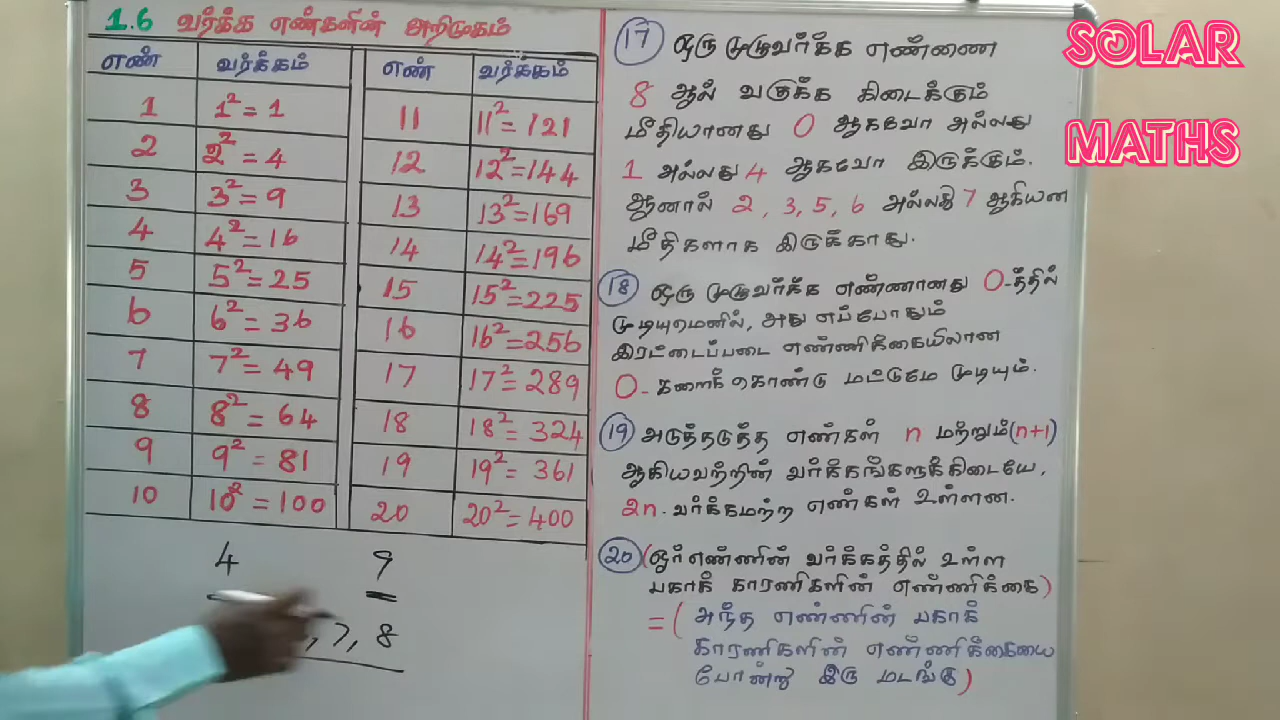 1.6 வர்க்க எண்களின் அறிமுகம்
எண் வர்க்கம் எண் வர்க்கம்
1 1² = 1 11 11² = 121
2 2² = 4 12 12² = 144
3 3² = 9 13 13² = 169
4 4² = 16 14 14² = 196
5 5² = 25 15 15² = 225
6 6² = 36 16 16² = 256
7 7² = 49 17 17² = 289
8 8² = 64 18 18² = 324
9 9² = 81 19 19² = 361
10 10² = 100 20 20² = 400
4 9
, 7, 8
17 ஒரு முழுவர்க்க எண்ணை
8 ஆல் வகுக்க கிடைக்கும்
மீதியானது 0 ஆகவோ அல்லது
1 அல்லது 4 ஆகவோ இருக்கும்.
ஆனால் 2, 3, 5, 6 அல்லது 7 ஆகியன
மீதிகளாக இருக்காது.
18 ஒரு முழுவர்க்க எண்ணானது 0-த்தில்
முடியுமெனில், அது எப்போதும்
இரட்டைப்படை எண்ணிக்கையிலான
0-களைக் கொண்டு மட்டுமே முடியும்.
19 அடுத்தடுத்த எண்கள் n மற்றும் (n+1)
ஆகியவற்றின் வர்க்கங்களுக்கிடையே,
2n-வர்க்கமற்ற எண்கள் உள்ளன.
20 (ஓர் எண்ணின் வர்க்கத்தில் உள்ள
பகாக் காரணிகளின் எண்ணிக்கை)
= (அந்த எண்ணின் பகாக்
காரணிகளின் எண்ணிக்கையை
போன்று இரு மடங்கு)
SOLAR
MATHS